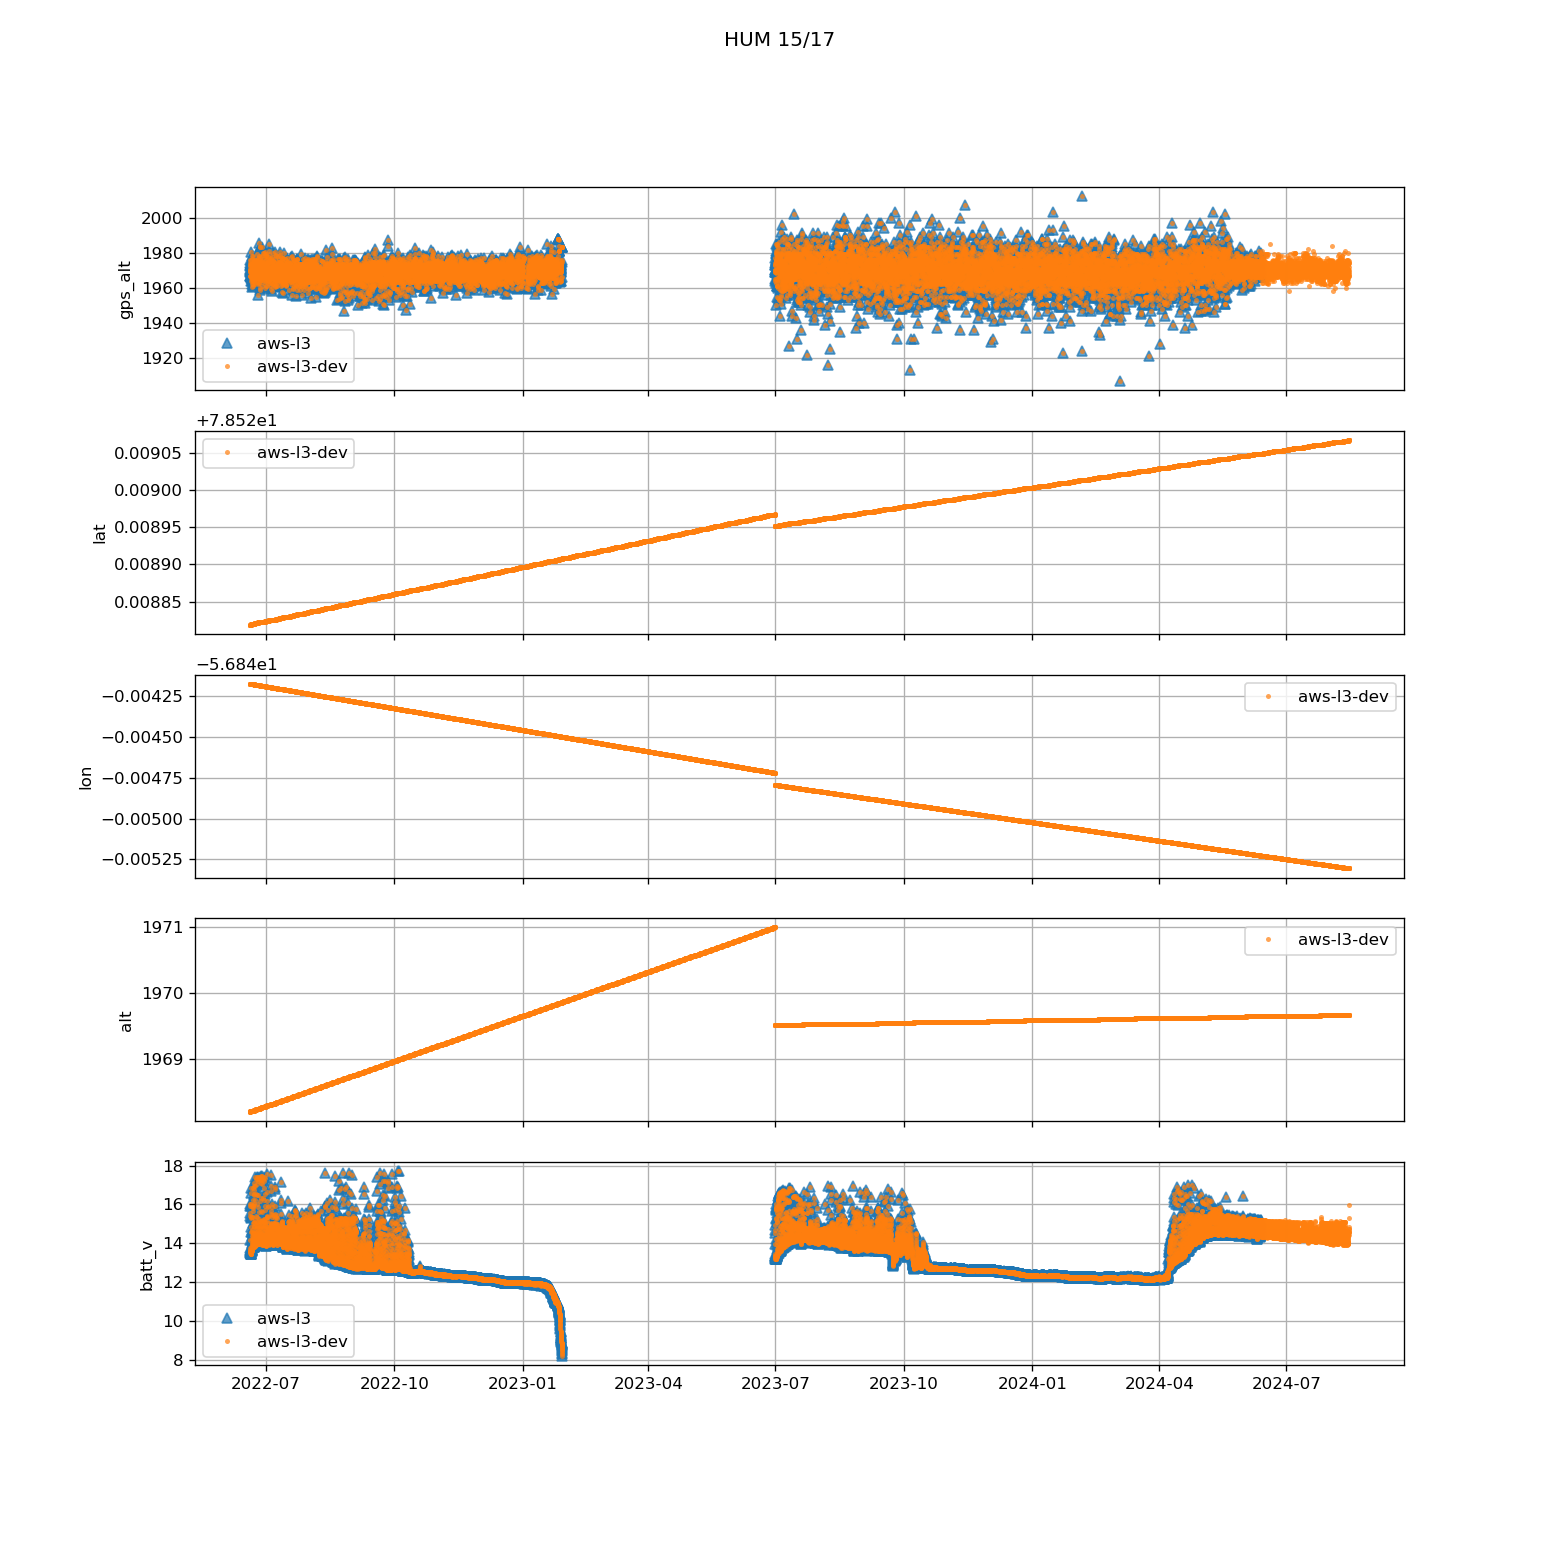 HUM 15/17
2000
1980
1960
1940
1920
gps_alt
aws-l3
aws-l3-dev
+7.852e1
0.00905
0.00900
0.00895
0.00890
0.00885
lat
aws-l3-dev
−5.684e1
−0.00425
−0.00450
−0.00475
−0.00500
−0.00525
lon
aws-l3-dev
1971
1970
1969
alt
aws-l3-dev
18
16
14
12
10
8
batt_v
aws-l3
aws-l3-dev
2022-07 2022-10 2023-01 2023-04 2023-07 2023-10 2024-01 2024-04 2024-07